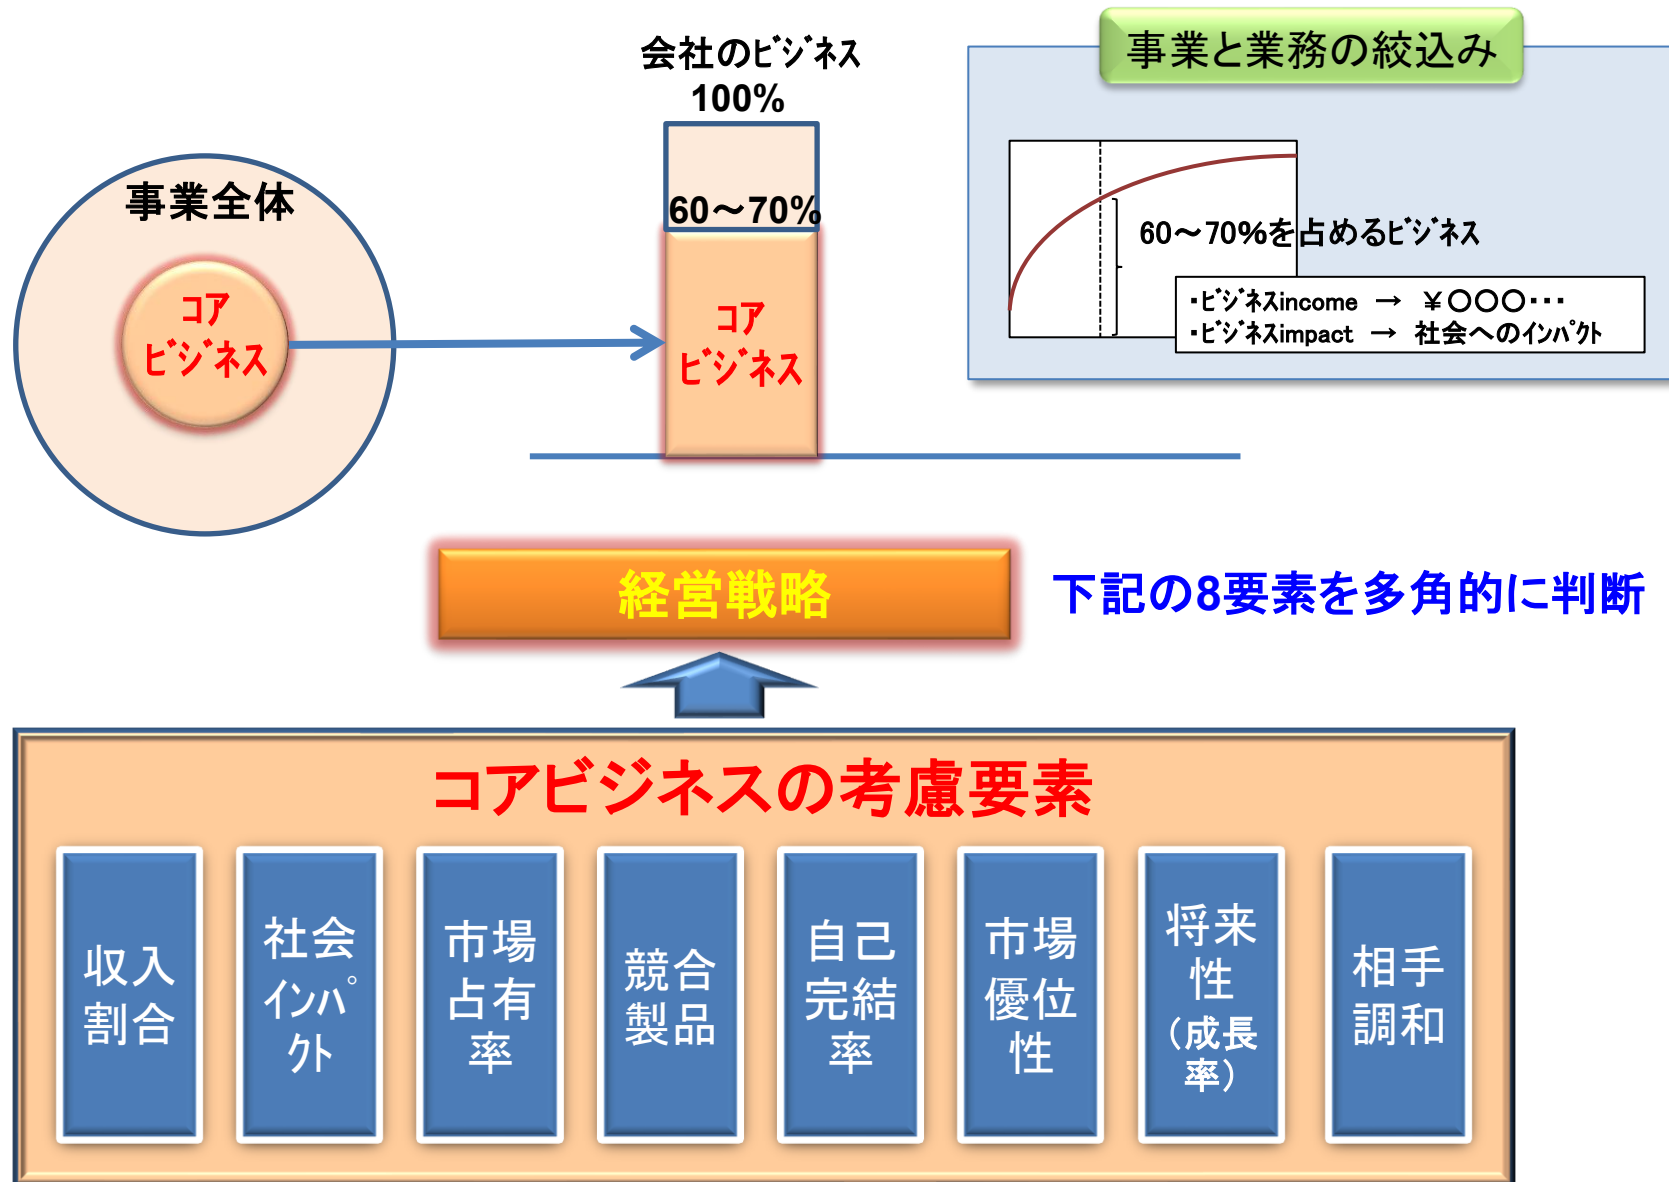 会社のビジネス
100%
事業と業務の絞込み
事業全体
60～70%
コア
ビジネス
コア
ビジネス
60～70%を占めるビジネス
・ビジネスincome → ￥〇〇〇・・・
・ビジネスimpact → 社会へのインパクト
経営戦略
下記の8要素を多角的に判断
コアビジネスの考慮要素
収入
割合
社会
インパ
クト
市場
占有
率
競合
製品
自己
完結
率
市場
優位
性
将来
性
（成長
率）
相手
調和